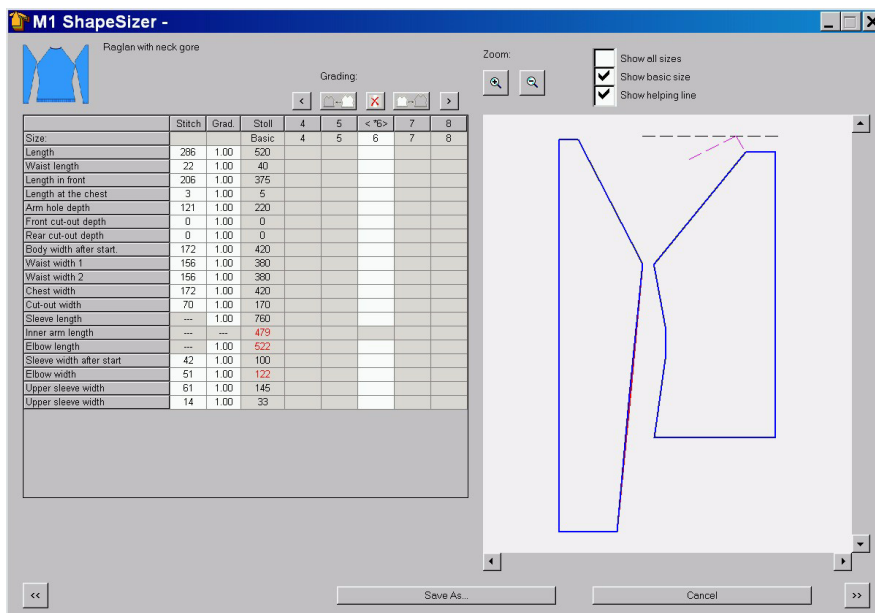 M1 ShapeSizer -
Raglan with neck gore
Grading:
Zoom:
Show all sizes
Show basic size
Show helping line
< X >
Stitch Grad. Stoll 4 5 < *6> 7 8
Size: Basic 4 5 6 7 8
Length 286 1.00 520
Waist length 22 1.00 40
Length in front 206 1.00 375
Length at the chest 3 1.00 5
Arm hole depth 121 1.00 220
Front cut-out depth 0 1.00 0
Rear cut-out depth 0 1.00 0
Body width after start. 172 1.00 420
Waist width 1 156 1.00 380
Waist width 2 156 1.00 380
Chest width 172 1.00 420
Cut-out width 70 1.00 170
Sleeve length --- 1.00 760
Inner arm length --- --- 479
Elbow length --- 1.00 522
Sleeve width after start 42 1.00 100
Elbow width 51 1.00 122
Upper sleeve width 61 1.00 145
Upper sleeve width 14 1.00 33
<< Save As... Cancel >>